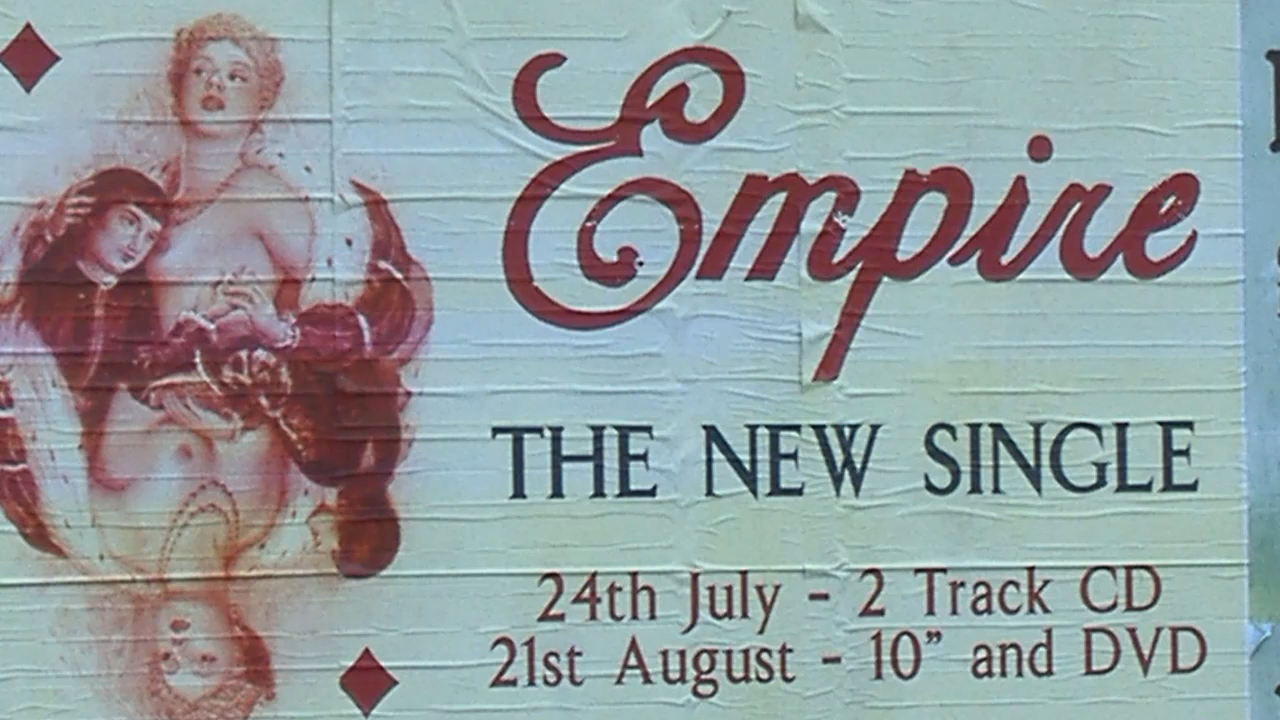 Empire
THE NEW SINGLE
24th July - 2 Track CD
21st August - 10" and DVD